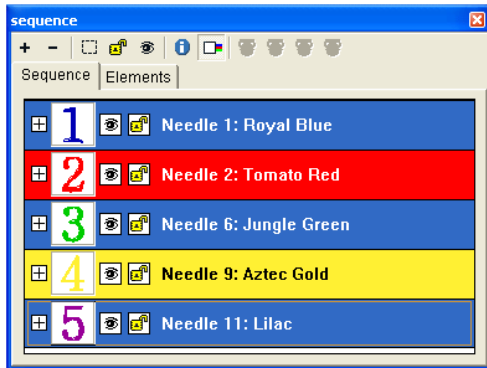 sequence
Sequence Elements
1 Needle 1: Royal Blue
2 Needle 2: Tomato Red
3 Needle 6: Jungle Green
4 Needle 9: Aztec Gold
5 Needle 11: Lilac